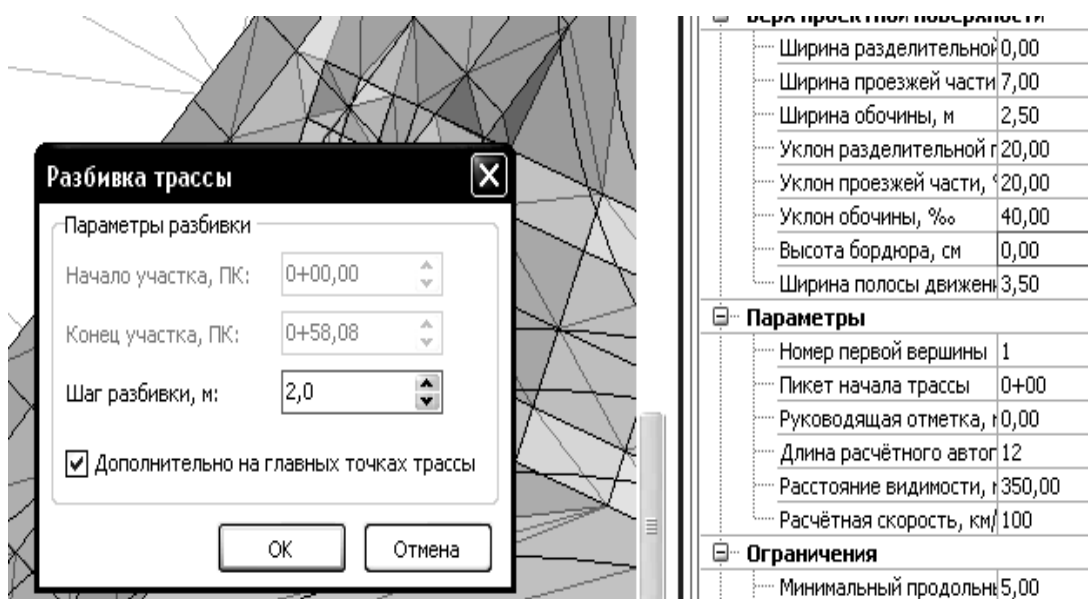 Разбивка трассы
Параметры разбивки
Начало участка, ПК: 0+00,00
Конец участка, ПК: 0+58,08
Шаг разбивки, м: 2,0
Дополнительно на главных точках трассы
OK Отмена
Верх проектной поверхности
Ширина разделительной 0,00
Ширина проезжей части 7,00
Ширина обочины, м 2,50
Уклон разделительной 20,00
Уклон проезжей части, 20,00
Уклон обочины, ‰ 40,00
Высота бордюра, см 0,00
Ширина полосы 3,50
Параметры
Номер первой вершины 1
Пикет начала трассы 0+00
Руководящая отметка, 0,00
Длина расчётного 12
Расстояние видимости, 350,00
Расчётная скорость, км/ 100
Ограничения
Минимальный 5,00